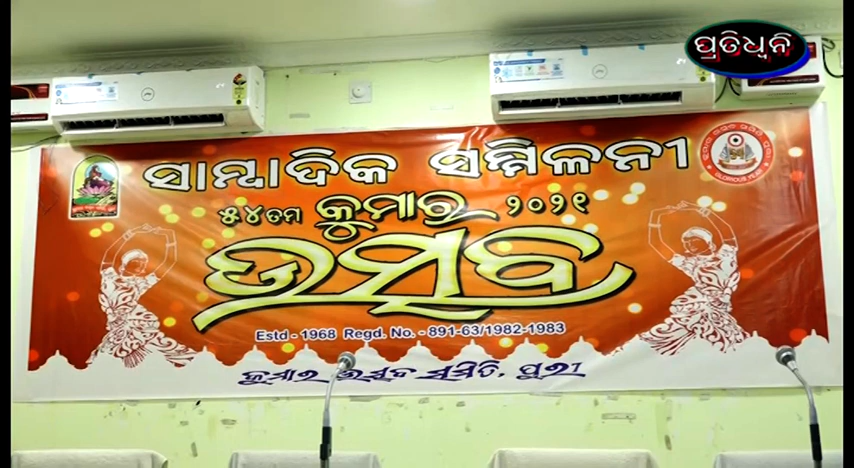 ପ୍ରତିଧ୍ୱନି
ସାମ୍ବାଦିକ ସମ୍ମିଳନୀ
୫୪ତମ କୁମାର ୨୦୨୧
ଉତ୍ସବ
Estd - 1968 Regd. No. - 891-63/1982-1983
କୁମାର ଉତ୍ସବ ସମିତି, ପୁରୀ